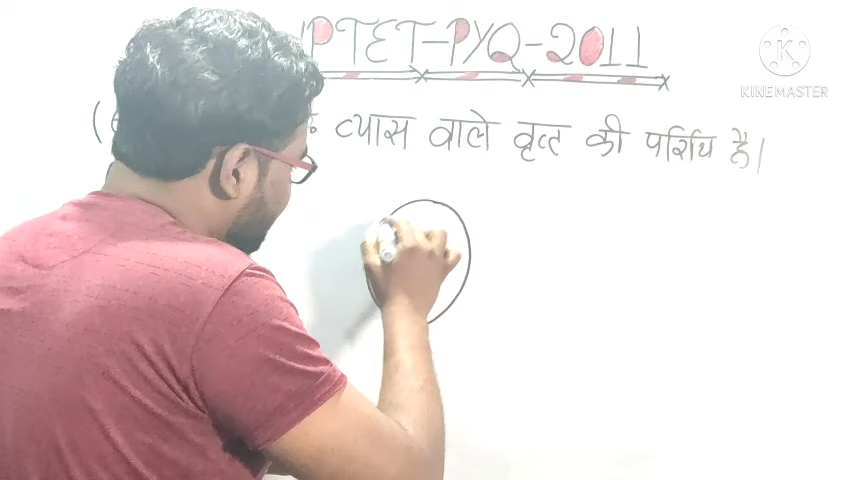 PTET-PYQ-2011
व्यास वाले वृत्त की परिधि है।
KINEMASTER